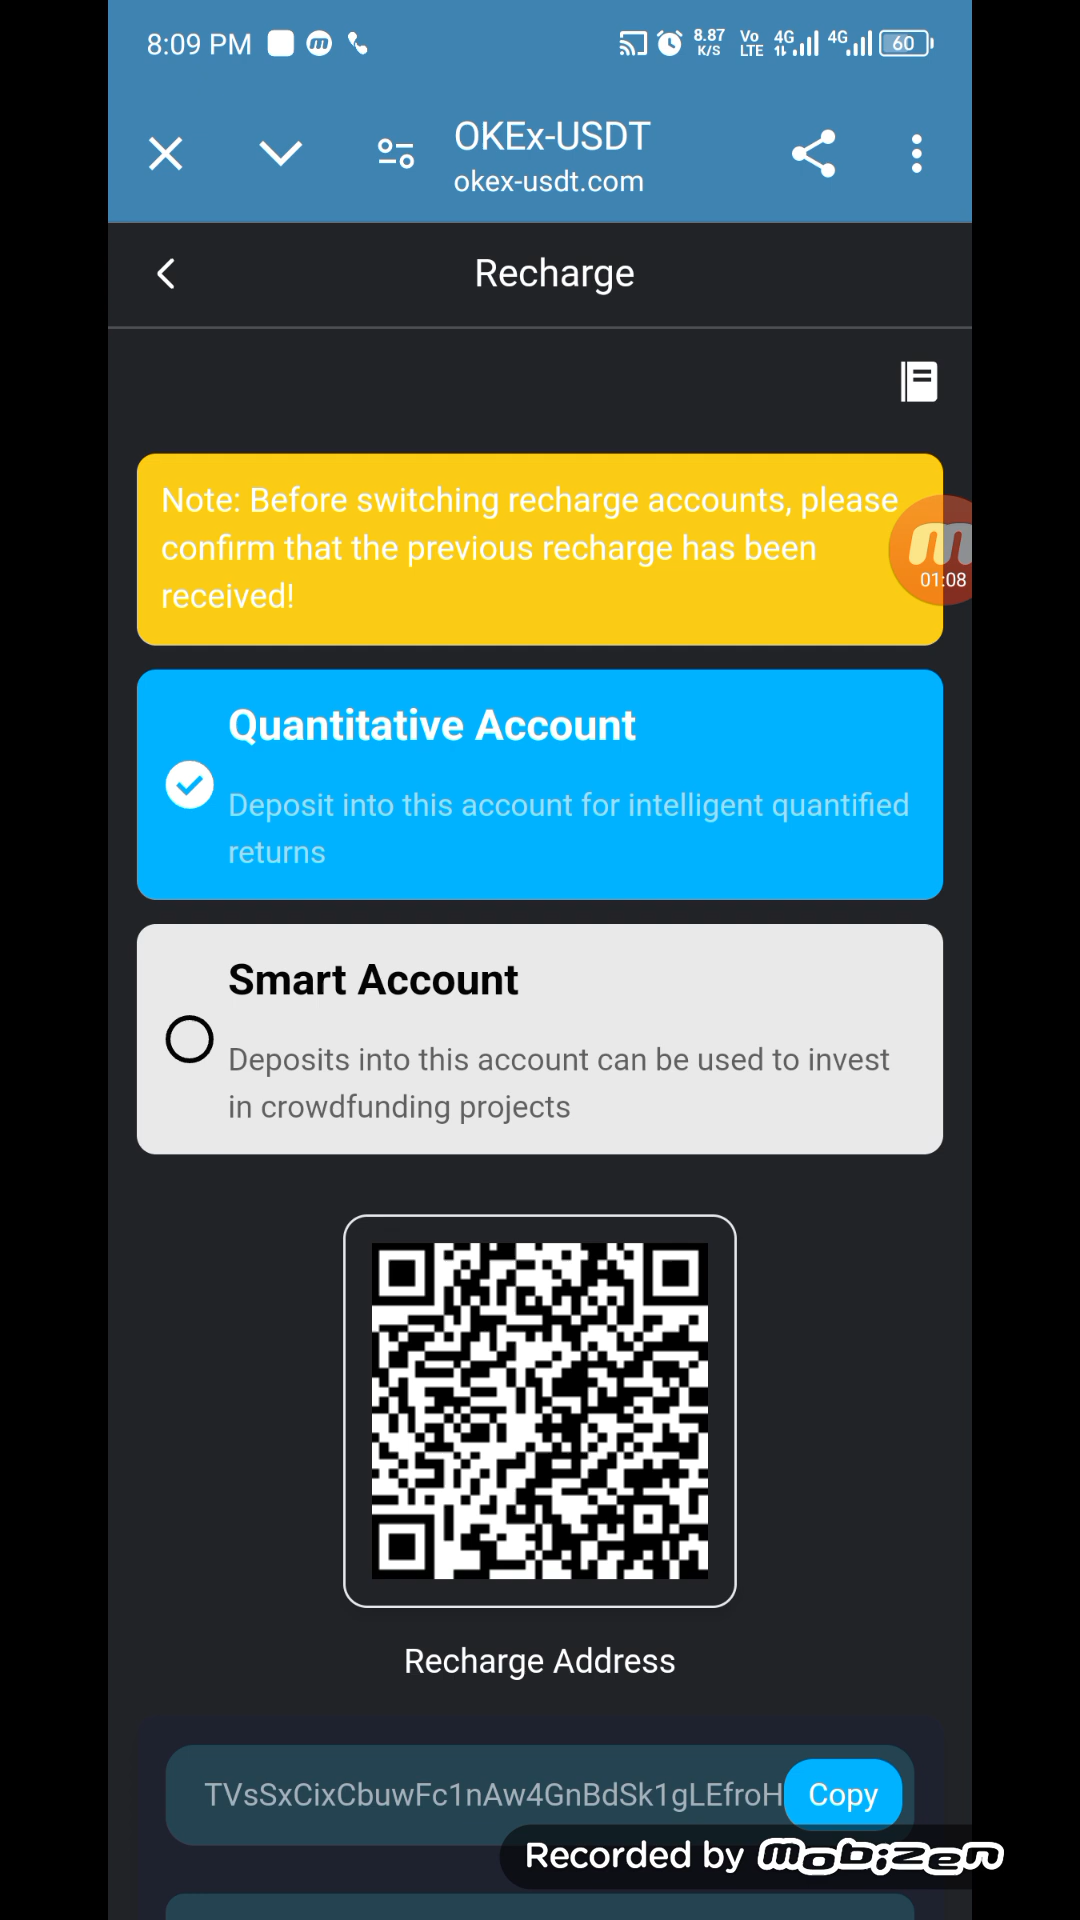 8:09 PM
8.87
K/S
Vo
LTE
4G
4G
60
OKEx-USDT
okex-usdt.com
Recharge
Note: Before switching recharge accounts, please
confirm that the previous recharge has been
received!
01:08
Quantitative Account
Deposit into this account for intelligent quantified
returns
Smart Account
Deposits into this account can be used to invest
in crowdfunding projects
Recharge Address
TVsSxCixCbuwFc1nAw4GnBdSk1gLEfroH
Copy
Recorded by mobizen